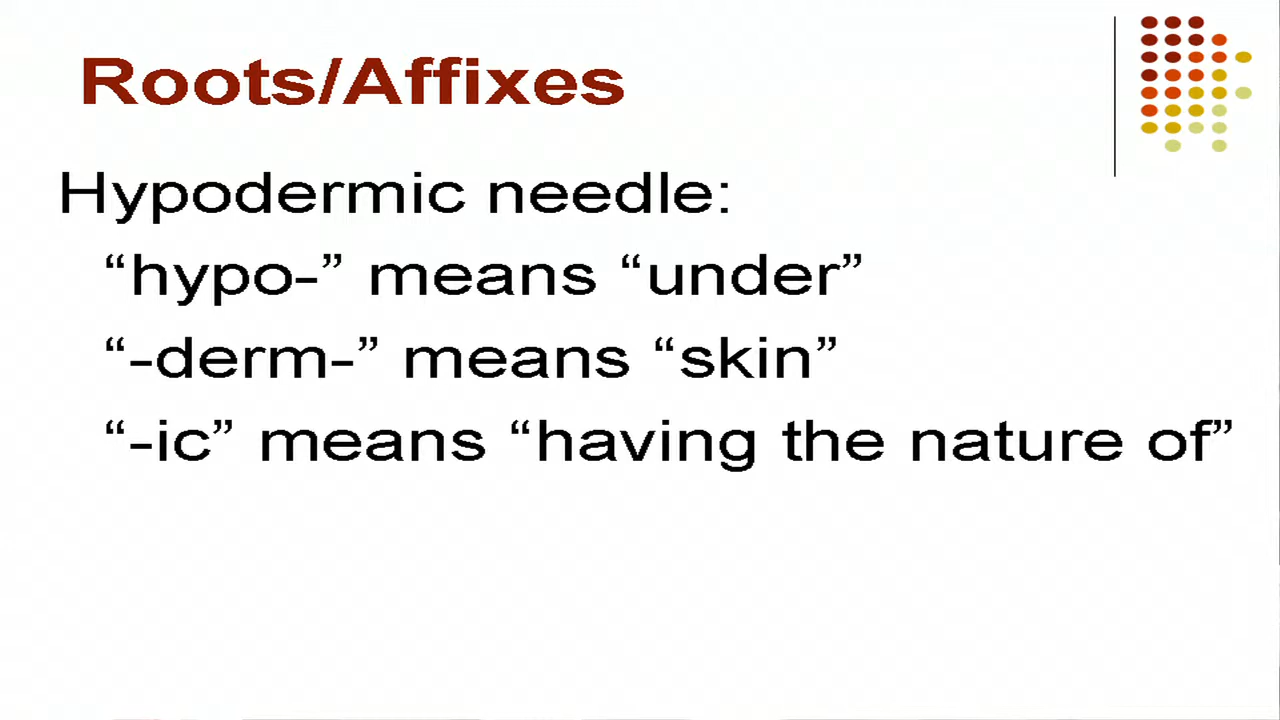 Roots/Affixes
Hypodermic needle:
“hypo-” means “under”
“-derm-” means “skin”
“-ic” means “having the nature of”